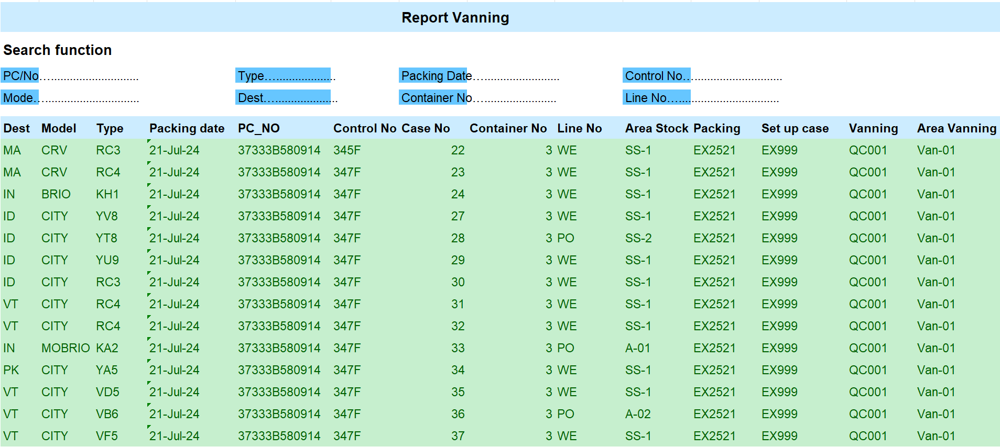 Report Vanning
Search function
PC/No…............................ Type…................... Packing Date…........................ Control No…............................
Mode…............................... Dest….................... Container No…....................... Line No…................................
Dest Model Type Packing date PC_NO Control No Case No Container No Line No Area Stock Packing Set up case Vanning Area Vanning
MA CRV RC3 21-Jul-24 37333B580914 345F 22 3 WE SS-1 EX2521 EX999 QC001 Van-01
MA CRV RC4 21-Jul-24 37333B580914 347F 23 3 WE SS-1 EX2521 EX999 QC001 Van-01
IN BRIO KH1 21-Jul-24 37333B580914 347F 24 3 WE SS-1 EX2521 EX999 QC001 Van-01
ID CITY YV8 21-Jul-24 37333B580914 347F 27 3 WE SS-1 EX2521 EX999 QC001 Van-01
ID CITY YT8 21-Jul-24 37333B580914 347F 28 3 PO SS-2 EX2521 EX999 QC001 Van-01
ID CITY YU9 21-Jul-24 37333B580914 347F 29 3 WE SS-1 EX2521 EX999 QC001 Van-01
ID CITY RC3 21-Jul-24 37333B580914 347F 30 3 WE SS-1 EX2521 EX999 QC001 Van-01
VT CITY RC4 21-Jul-24 37333B580914 347F 31 3 WE SS-1 EX2521 EX999 QC001 Van-01
VT CITY RC4 21-Jul-24 37333B580914 347F 32 3 WE SS-1 EX2521 EX999 QC001 Van-01
IN MOBRIO KA2 21-Jul-24 37333B580914 347F 33 3 PO A-01 EX2521 EX999 QC001 Van-01
PK CITY YA5 21-Jul-24 37333B580914 347F 34 3 WE SS-1 EX2521 EX999 QC001 Van-01
VT CITY VD5 21-Jul-24 37333B580914 347F 35 3 WE SS-1 EX2521 EX999 QC001 Van-01
VT CITY VB6 21-Jul-24 37333B580914 347F 36 3 PO A-02 EX2521 EX999 QC001 Van-01
VT CITY VF5 21-Jul-24 37333B580914 347F 37 3 WE SS-1 EX2521 EX999 QC001 Van-01